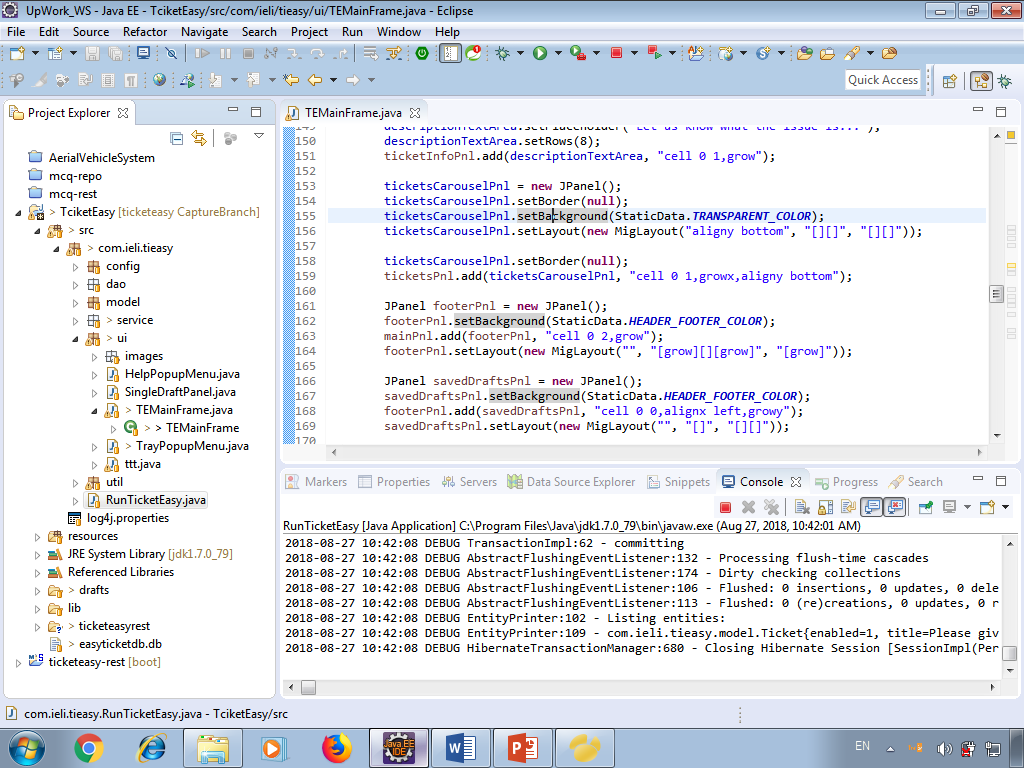 UpWork_WS - Java EE - TciketEasy/src/com/ieli/tieasy/ui/TEMainFrame.java - Eclipse
File Edit Source Refactor Navigate Search Project Run Window Help
Quick Access
Project Explorer
AerialVehicleSystem
mcq-repo
mcq-rest
> TciketEasy [ticketeasy CaptureBranch]
> src
> com.ieli.tieasy
config
dao
model
> service
> ui
images
HelpPopupMenu.java
SingleDraftPanel.java
> TEMainFrame.java
> > TEMainFrame
> TrayPopupMenu.java
ttt.java
util
RunTicketEasy.java
log4j.properties
resources
JRE System Library [jdk1.7.0_79]
Referenced Libraries
> drafts
lib
> ticketeasyrest
easyticketdb.db
ticketeasy-rest [boot]
TEMainFrame.java
149 descriptionTextArea.setPlaceholder("Let us know what the issue is...");
150 descriptionTextArea.setRows(8);
151 ticketInfoPnl.add(descriptionTextArea, "cell 0 1,grow");
152
153 ticketsCarouselPnl = new JPanel();
154 ticketsCarouselPnl.setBorder(null);
155 ticketsCarouselPnl.setBackground(StaticData.TRANSPARENT_COLOR);
156 ticketsCarouselPnl.setLayout(new MigLayout("aligny bottom", "[][]", "[][]"));
157
158 ticketsCarouselPnl.setBorder(null);
159 ticketsPnl.add(ticketsCarouselPnl, "cell 0 1,growx,aligny bottom");
160
161 JPanel footerPnl = new JPanel();
162 footerPnl.setBackground(StaticData.HEADER_FOOTER_COLOR);
163 mainPnl.add(footerPnl, "cell 0 2,grow");
164 footerPnl.setLayout(new MigLayout("", "[grow][][grow]", "[grow]"));
165
166 JPanel savedDraftsPnl = new JPanel();
167 savedDraftsPnl.setBackground(StaticData.HEADER_FOOTER_COLOR);
168 footerPnl.add(savedDraftsPnl, "cell 0 0,alignx left,growy");
169 savedDraftsPnl.setLayout(new MigLayout("", "[]", "[][]"));
170
Markers Properties Servers Data Source Explorer Snippets Console Progress Search
RunTicketEasy [Java Application] C:\Program Files\Java\jdk1.7.0_79\bin\javaw.exe (Aug 27, 2018, 10:42:01 AM)
2018-08-27 10:42:08 DEBUG TransactionImpl:62 - committing
2018-08-27 10:42:08 DEBUG AbstractFlushingEventListener:132 - Processing flush-time cascades
2018-08-27 10:42:08 DEBUG AbstractFlushingEventListener:174 - Dirty checking collections
2018-08-27 10:42:08 DEBUG AbstractFlushingEventListener:106 - Flushed: 0 insertions, 0 updates, 0 dele
2018-08-27 10:42:08 DEBUG AbstractFlushingEventListener:113 - Flushed: 0 (re)creations, 0 updates, 0 r
2018-08-27 10:42:08 DEBUG EntityPrinter:102 - Listing entities:
2018-08-27 10:42:08 DEBUG EntityPrinter:109 - com.ieli.tieasy.model.Ticket{enabled=1, title=Please giv
2018-08-27 10:42:08 DEBUG HibernateTransactionManager:680 - Closing Hibernate Session [SessionImpl(Per
com.ieli.tieasy.RunTicketEasy.java - TciketEasy/src
Java EE
IDE
EN